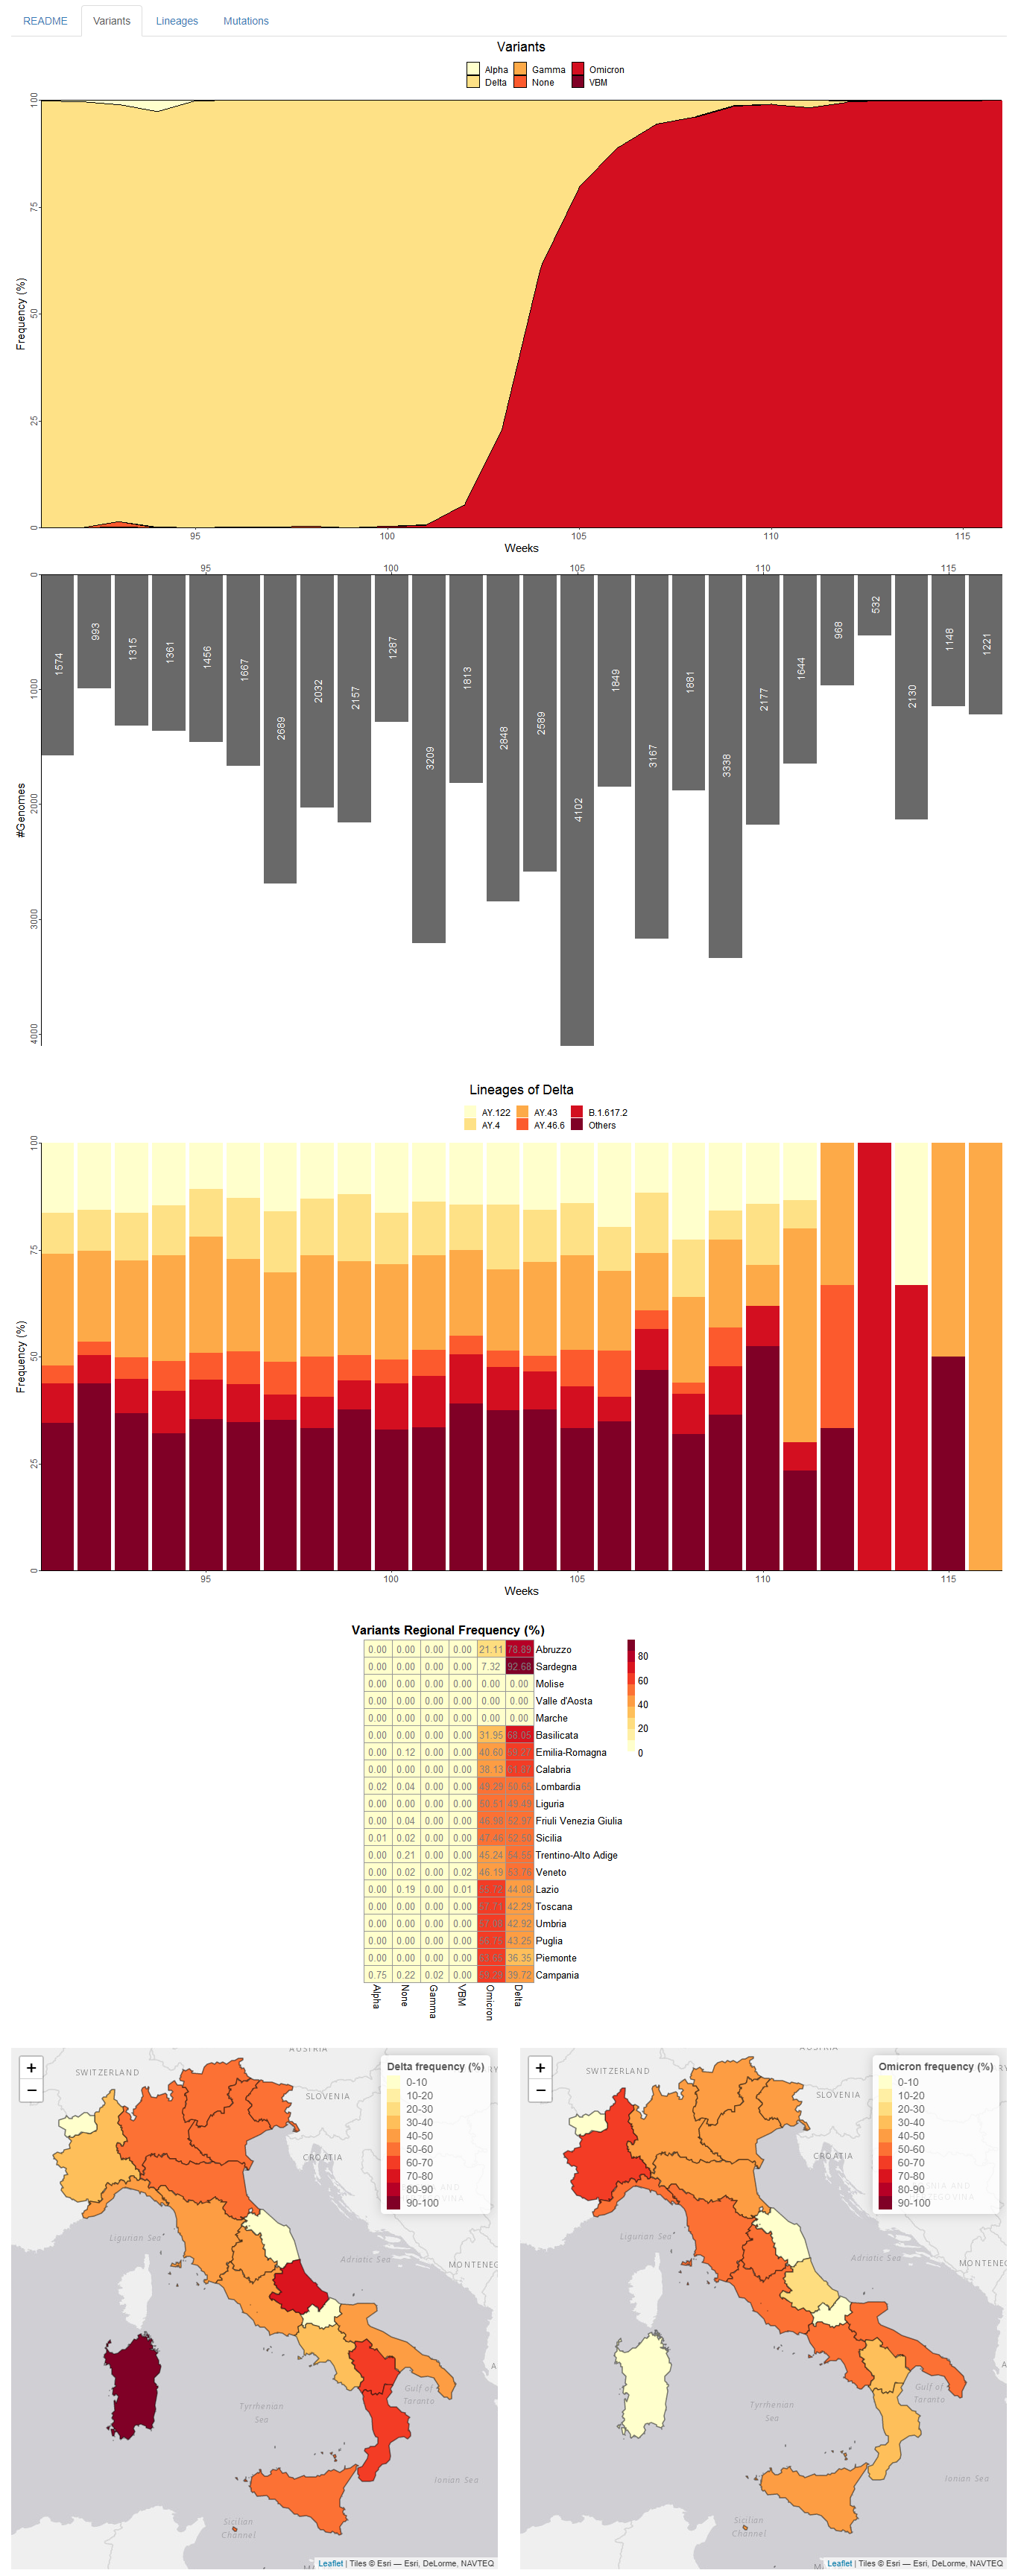 README Variants Lineages Mutations
Variants
Alpha Gamma Omicron
Delta None VBM
Frequency (%)
100
75
50
25
0
95 100 105 110 115
Weeks
95 100 105 110 115
#Genomes
0
1000
2000
3000
4000
1574 993 1315 1361 1456 1667 2689 2032 2157 1287 3209 1813 2848 2589 4102 1849 3167 1881 3338 2177 1644 968 532 2130 1148 1221
Lineages of Delta
AY.122 AY.43 B.1.617.2
AY.4 AY.46.6 Others
Frequency (%)
100
75
50
25
0
95 100 105 110 115
Weeks
Variants Regional Frequency (%)
0.00 0.00 0.00 0.00 21.11 78.89 Abruzzo
0.00 0.00 0.00 0.00 7.32 92.68 Sardegna
0.00 0.00 0.00 0.00 0.00 0.00 Molise
0.00 0.00 0.00 0.00 0.00 0.00 Valle d'Aosta
0.00 0.00 0.00 0.00 0.00 0.00 Marche
0.00 0.00 0.00 0.00 31.95 68.05 Basilicata
0.00 0.12 0.00 0.00 40.60 Emilia-Romagna
0.00 0.00 0.00 0.00 38.13 Calabria
0.02 0.04 0.00 0.00 49.29 50.65 Lombardia
0.00 0.00 0.00 0.00 50.51 49.49 Liguria
0.00 0.04 0.00 0.00 46.98 52.97 Friuli Venezia Giulia
0.01 0.02 0.00 0.00 47.46 52.50 Sicilia
0.00 0.21 0.00 0.00 45.24 54.55 Trentino-Alto Adige
0.00 0.02 0.00 0.02 46.19 53.76 Veneto
0.00 0.19 0.00 0.01 44.08 Lazio
0.00 0.00 0.00 0.00 57.71 42.29 Toscana
0.00 0.00 0.00 0.00 57.08 42.92 Umbria
0.00 0.00 0.00 0.00 56.75 43.25 Puglia
0.00 0.00 0.00 0.00 36.35 Piemonte
0.75 0.22 0.02 0.00 39.72 Campania
Alpha None Gamma VBM Omicron Delta
80
60
40
20
0
+
−
Delta frequency (%)
0-10
10-20
20-30
30-40
40-50
50-60
60-70
70-80
80-90
90-100
SWITZERLAND
SLOVENIA
CROATIA
Ligurian Sea
Adriatic Sea
MONTENEG
Tyrrhenian
Sea
Gulf of
Taranto
Ionian Sea
Sicilian
Channel
Leaflet | Tiles © Esri — Esri, DeLorme, NAVTEQ
+
−
Omicron frequency (%)
0-10
10-20
20-30
30-40
40-50
50-60
60-70
70-80
80-90
90-100
SWITZERLAND
SLOVENIA
CROATIA
Ligurian Sea
Adriatic Sea
MONTENEG
Tyrrhenian
Sea
Gulf of
Taranto
Ionian Sea
Sicilian
Channel
Leaflet | Tiles © Esri — Esri, DeLorme, NAVTEQ